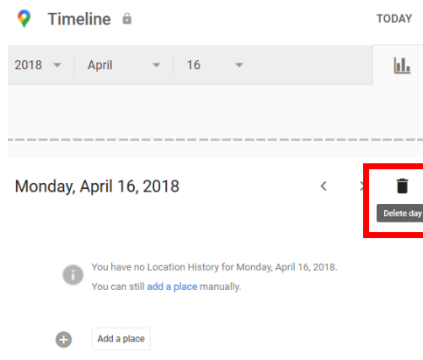 Timeline
TODAY
2018 April 16
Monday, April 16, 2018
Delete day
You have no Location History for Monday, April 16, 2018.
You can still add a place manually.
Add a place